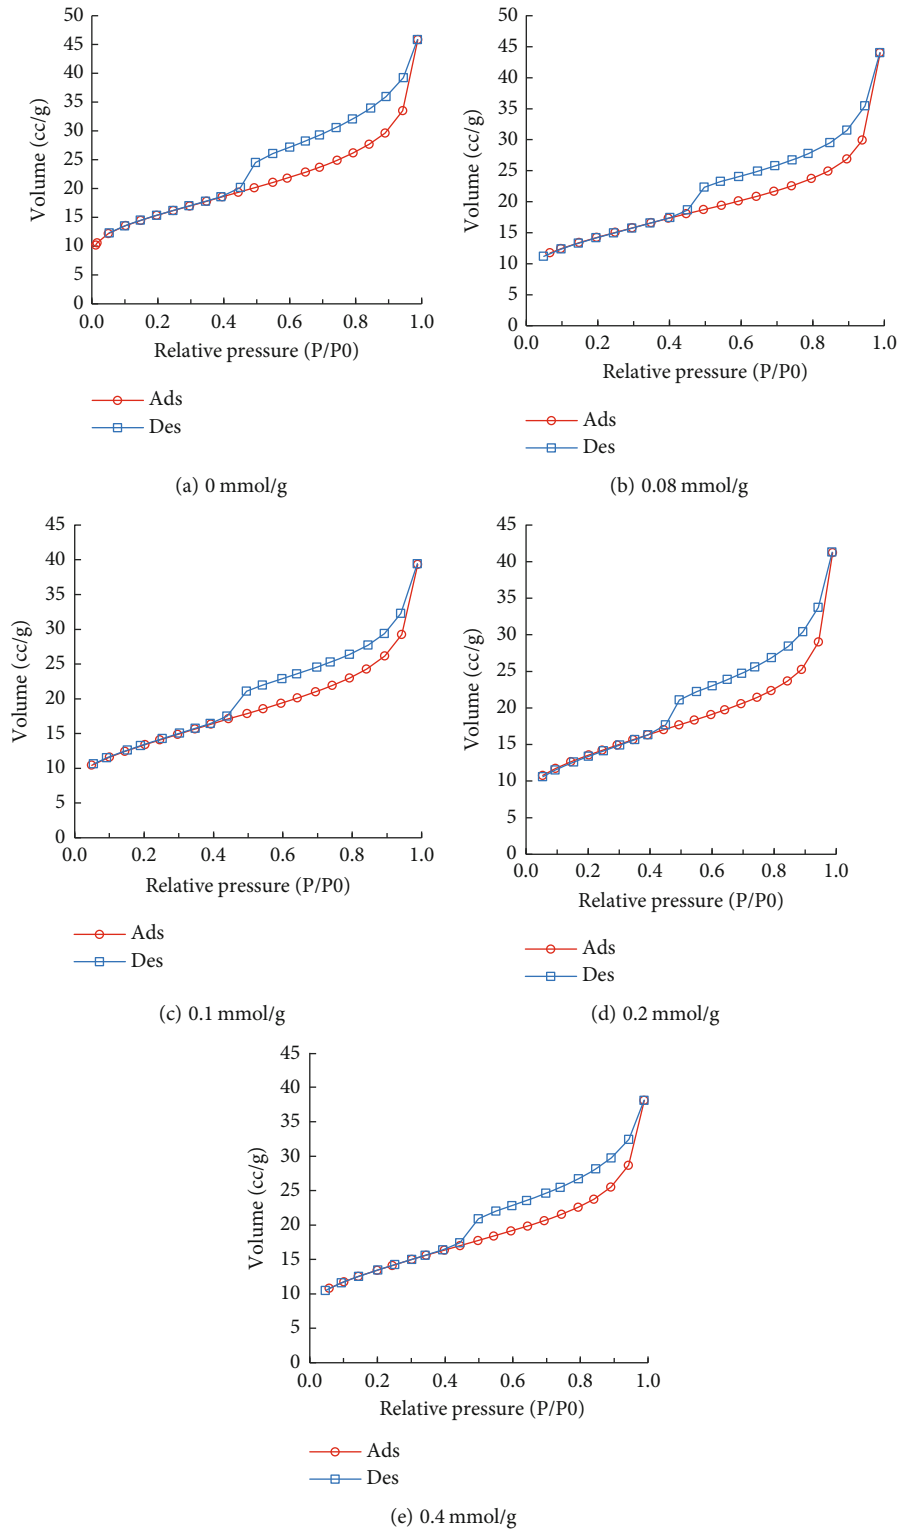 50
45
40
35
30
25
20
15
10
5
0
Volume (cc/g)
0.0 0.2 0.4 0.6 0.8 1.0
Relative pressure (P/P0)
Ads
Des
(a) 0 mmol/g
50
45
40
35
30
25
20
15
10
5
0
Volume (cc/g)
0.0 0.2 0.4 0.6 0.8 1.0
Relative pressure (P/P0)
Ads
Des
(b) 0.08 mmol/g
45
40
35
30
25
20
15
10
5
0
Volume (cc/g)
0.0 0.2 0.4 0.6 0.8 1.0
Relative pressure (P/P0)
Ads
Des
(c) 0.1 mmol/g
45
40
35
30
25
20
15
10
5
0
Volume (cc/g)
0.0 0.2 0.4 0.6 0.8 1.0
Relative pressure (P/P0)
Ads
Des
(d) 0.2 mmol/g
45
40
35
30
25
20
15
10
5
0
Volume (cc/g)
0.0 0.2 0.4 0.6 0.8 1.0
Relative pressure (P/P0)
Ads
Des
(e) 0.4 mmol/g